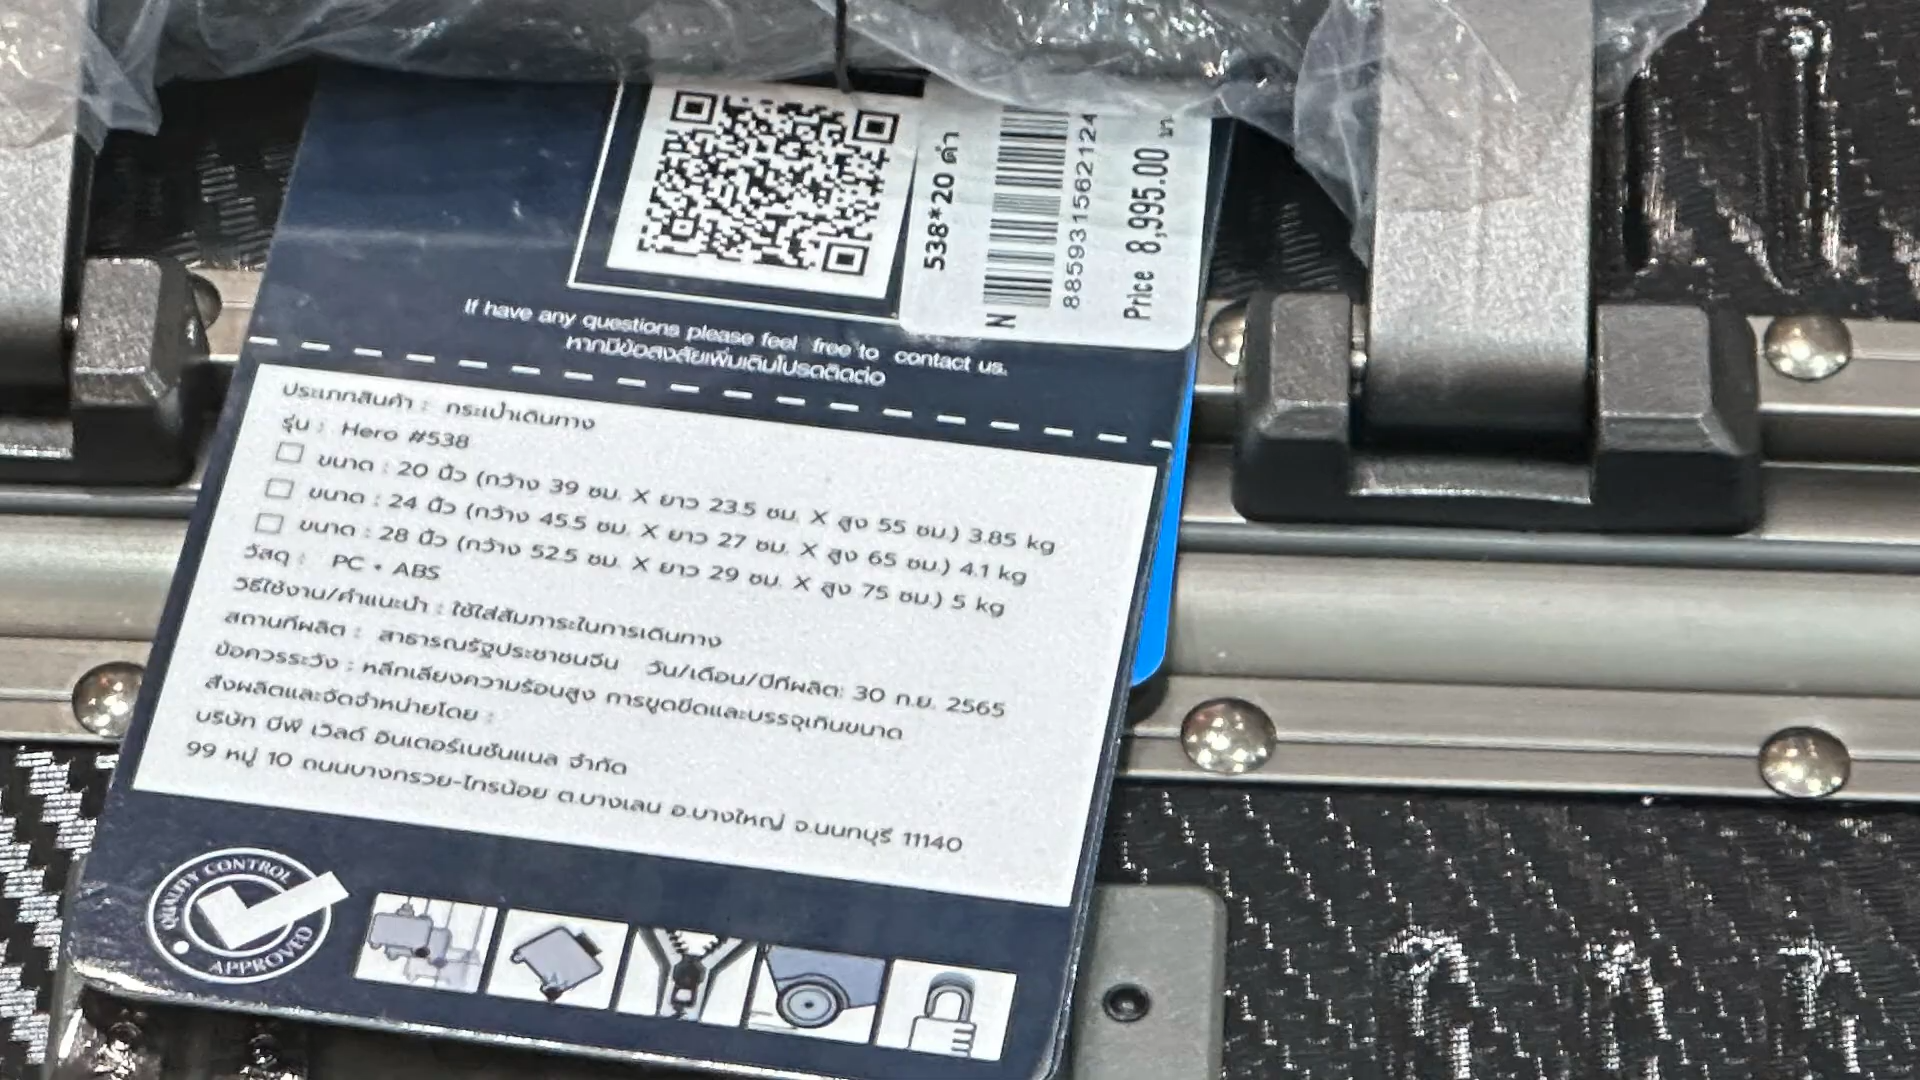 538*20 ดำ
N
8859315621124
Price 8,995.00
If have any questions please feel free to contact us.
หากมีข้อสงสัยเพิ่มเติมโปรดติดต่อ
ประเภทสินค้า : กระเป๋าเดินทาง
รุ่น : Hero #538
ขนาด : 20 นิ้ว (กว้าง 39 ซม. X ยาว 23.5 ซม. X สูง 55 ซม.) 3.85 kg
ขนาด : 24 นิ้ว (กว้าง 45.5 ซม. X ยาว 27 ซม. X สูง 65 ซม.) 4.1 kg
ขนาด : 28 นิ้ว (กว้าง 52.5 ซม. X ยาว 29 ซม. X สูง 75 ซม.) 5 kg
วัสดุ : PC + ABS
วิธีใช้งาน/คำแนะนำ : ใช้ใส่สัมภาระในการเดินทาง
สถานที่ผลิต : สาธารณรัฐประชาชนจีน วัน/เดือน/ปีที่ผลิต: 30 ก.ย. 2565
ข้อควรระวัง : หลีกเลี่ยงความร้อนสูง การขูดขีดและบรรจุเกินขนาด
สั่งผลิตและจัดจำหน่ายโดย :
บริษัท บีพี เวิลด์ อินเตอร์เนชั่นแนล จำกัด
99 หมู่ 10 ถนนบางกรวย-ไทรน้อย ต.บางเลน อ.บางใหญ่ จ.นนทบุรี 11140
QUALITY CONTROL
APPROVED